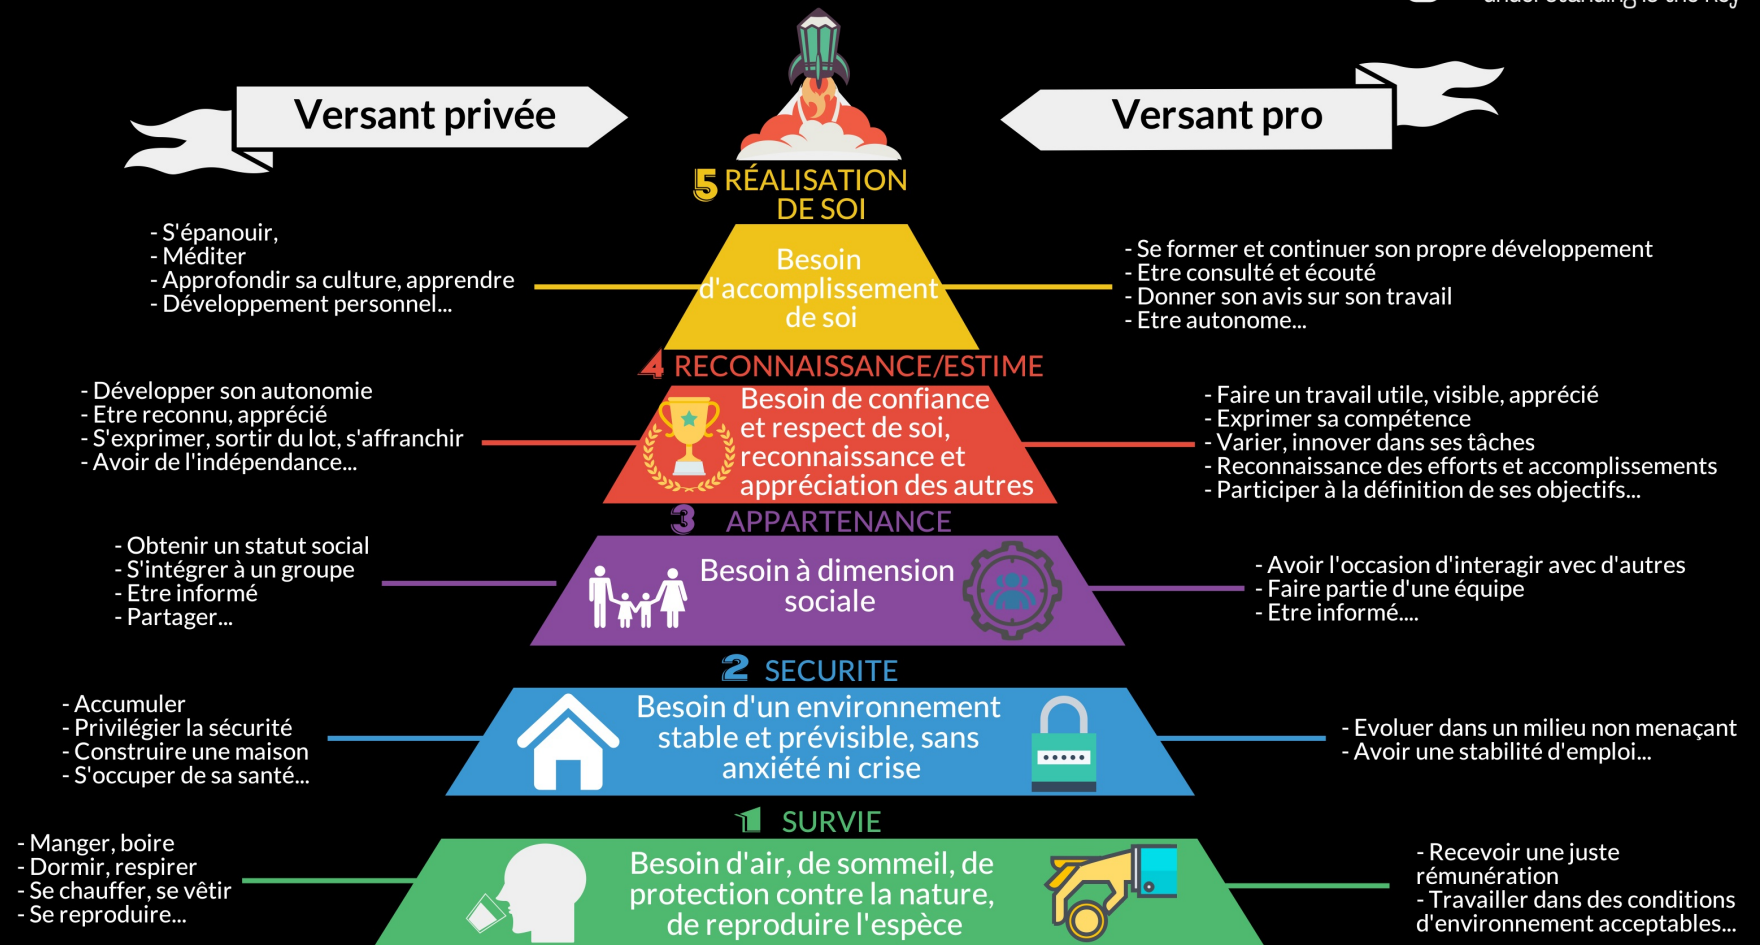 understanding is the key
Versant privée
Versant pro
5 RÉALISATION
DE SOI
- S'épanouir,
- Méditer
- Approfondir sa culture, apprendre
- Développement personnel...
Besoin
d'accomplissement
de soi
- Se former et continuer son propre développement
- Etre consulté et écouté
- Donner son avis sur son travail
- Etre autonome...
4 RECONNAISSANCE/ESTIME
- Développer son autonomie
- Etre reconnu, apprécié
- S'exprimer, sortir du lot, s'affranchir
- Avoir de l'indépendance...
Besoin de confiance
et respect de soi,
reconnaissance et
appréciation des autres
- Faire un travail utile, visible, apprécié
- Exprimer sa compétence
- Varier, innover dans ses tâches
- Reconnaissance des efforts et accomplissements
- Participer à la définition de ses objectifs...
3 APPARTENANCE
- Obtenir un statut social
- S'intégrer à un groupe
- Etre informé
- Partager...
Besoin à dimension
sociale
- Avoir l'occasion d'interagir avec d'autres
- Faire partie d'une équipe
- Etre informé....
2 SECURITE
- Accumuler
- Privilégier la sécurité
- Construire une maison
- S'occuper de sa santé...
Besoin d'un environnement
stable et prévisible, sans
anxiété ni crise
- Evoluer dans un milieu non menaçant
- Avoir une stabilité d'emploi...
1 SURVIE
- Manger, boire
- Dormir, respirer
- Se chauffer, se vêtir
- Se reproduire...
Besoin d'air, de sommeil, de
protection contre la nature,
de reproduire l'espèce
- Recevoir une juste
rémunération
- Travailler dans des conditions
d'environnement acceptables...